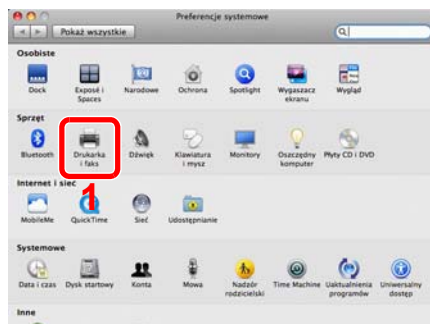 Preferencje systemowe
Pokaż wszystkie
Osobiste
Dock
Exposé i Spaces
Narodowe
Ochrona
Spotlight
Wygaszacz ekranu
Wygląd
Sprzęt
Bluetooth
Drukarka i faks
Dźwięk
Klawiatura i mysz
Monitory
Oszczędny komputer
Płyty CD i DVD
1
Internet i sieć
MobileMe
QuickTime
Sieć
Udostępnianie
Systemowe
Data i czas
Dysk startowy
Konta
Mowa
Nadzór rodzicielski
Time Machine
Uaktualnienia programów
Uniwersalny dostęp
Inne